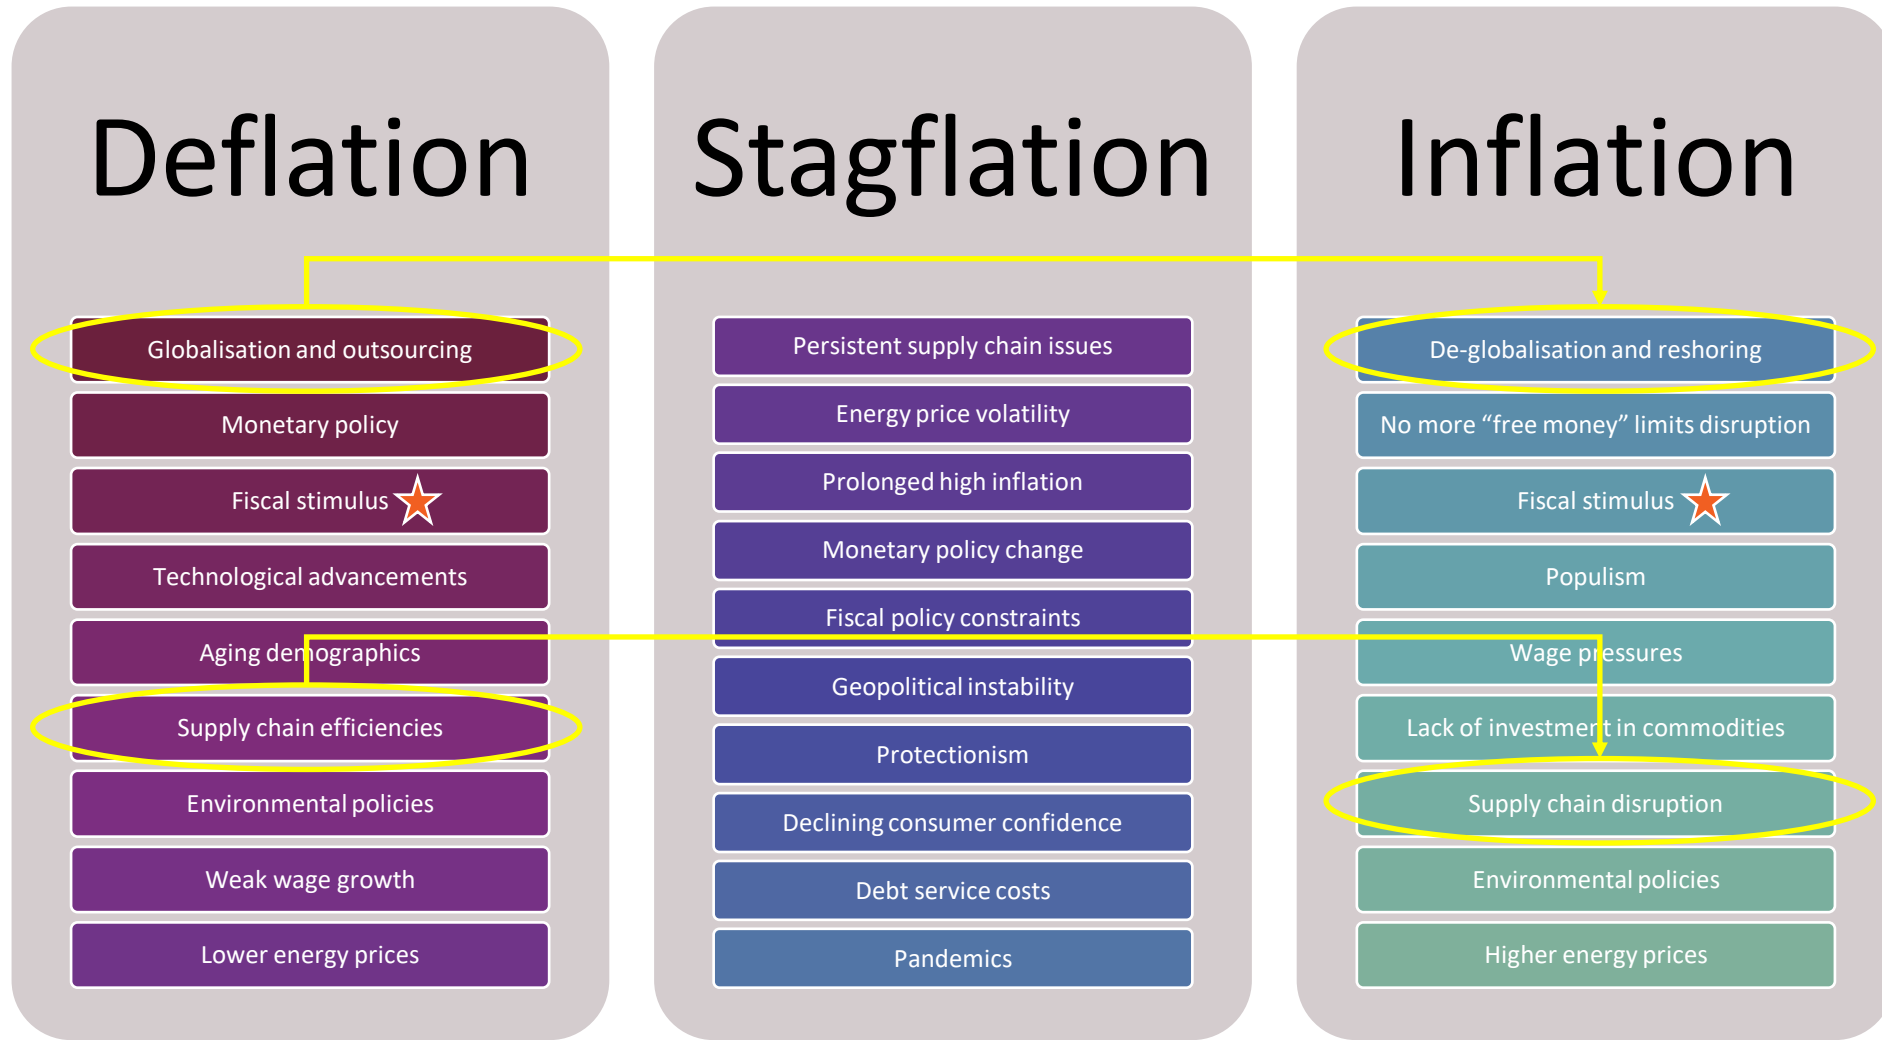 Deflation
Globalisation and outsourcing
Monetary policy
Fiscal stimulus
Technological advancements
Aging demographics
Supply chain efficiencies
Environmental policies
Weak wage growth
Lower energy prices
Stagflation
Persistent supply chain issues
Energy price volatility
Prolonged high inflation
Monetary policy change
Fiscal policy constraints
Geopolitical instability
Protectionism
Declining consumer confidence
Debt service costs
Pandemics
Inflation
De-globalisation and reshoring
No more “free money” limits disruption
Fiscal stimulus
Populism
Wage pressures
Lack of investment in commodities
Supply chain disruption
Environmental policies
Higher energy prices